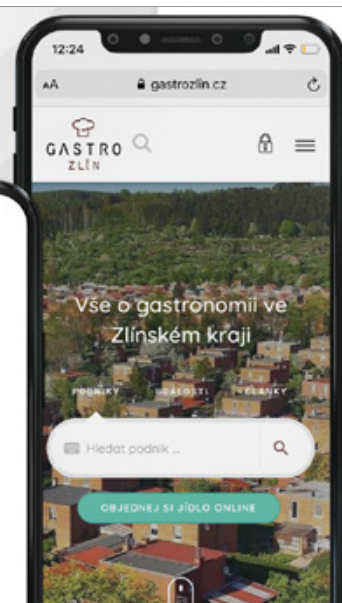 12:24
AA
gastrozlin.cz
GASTRO
ZLÍN
Vše o gastronomii ve
Zlínském kraji
PODNIKY UDÁLOSTI ČLÁNKY
Hledat podnik ...
OBJEDNEJ SI JÍDLO ONLINE